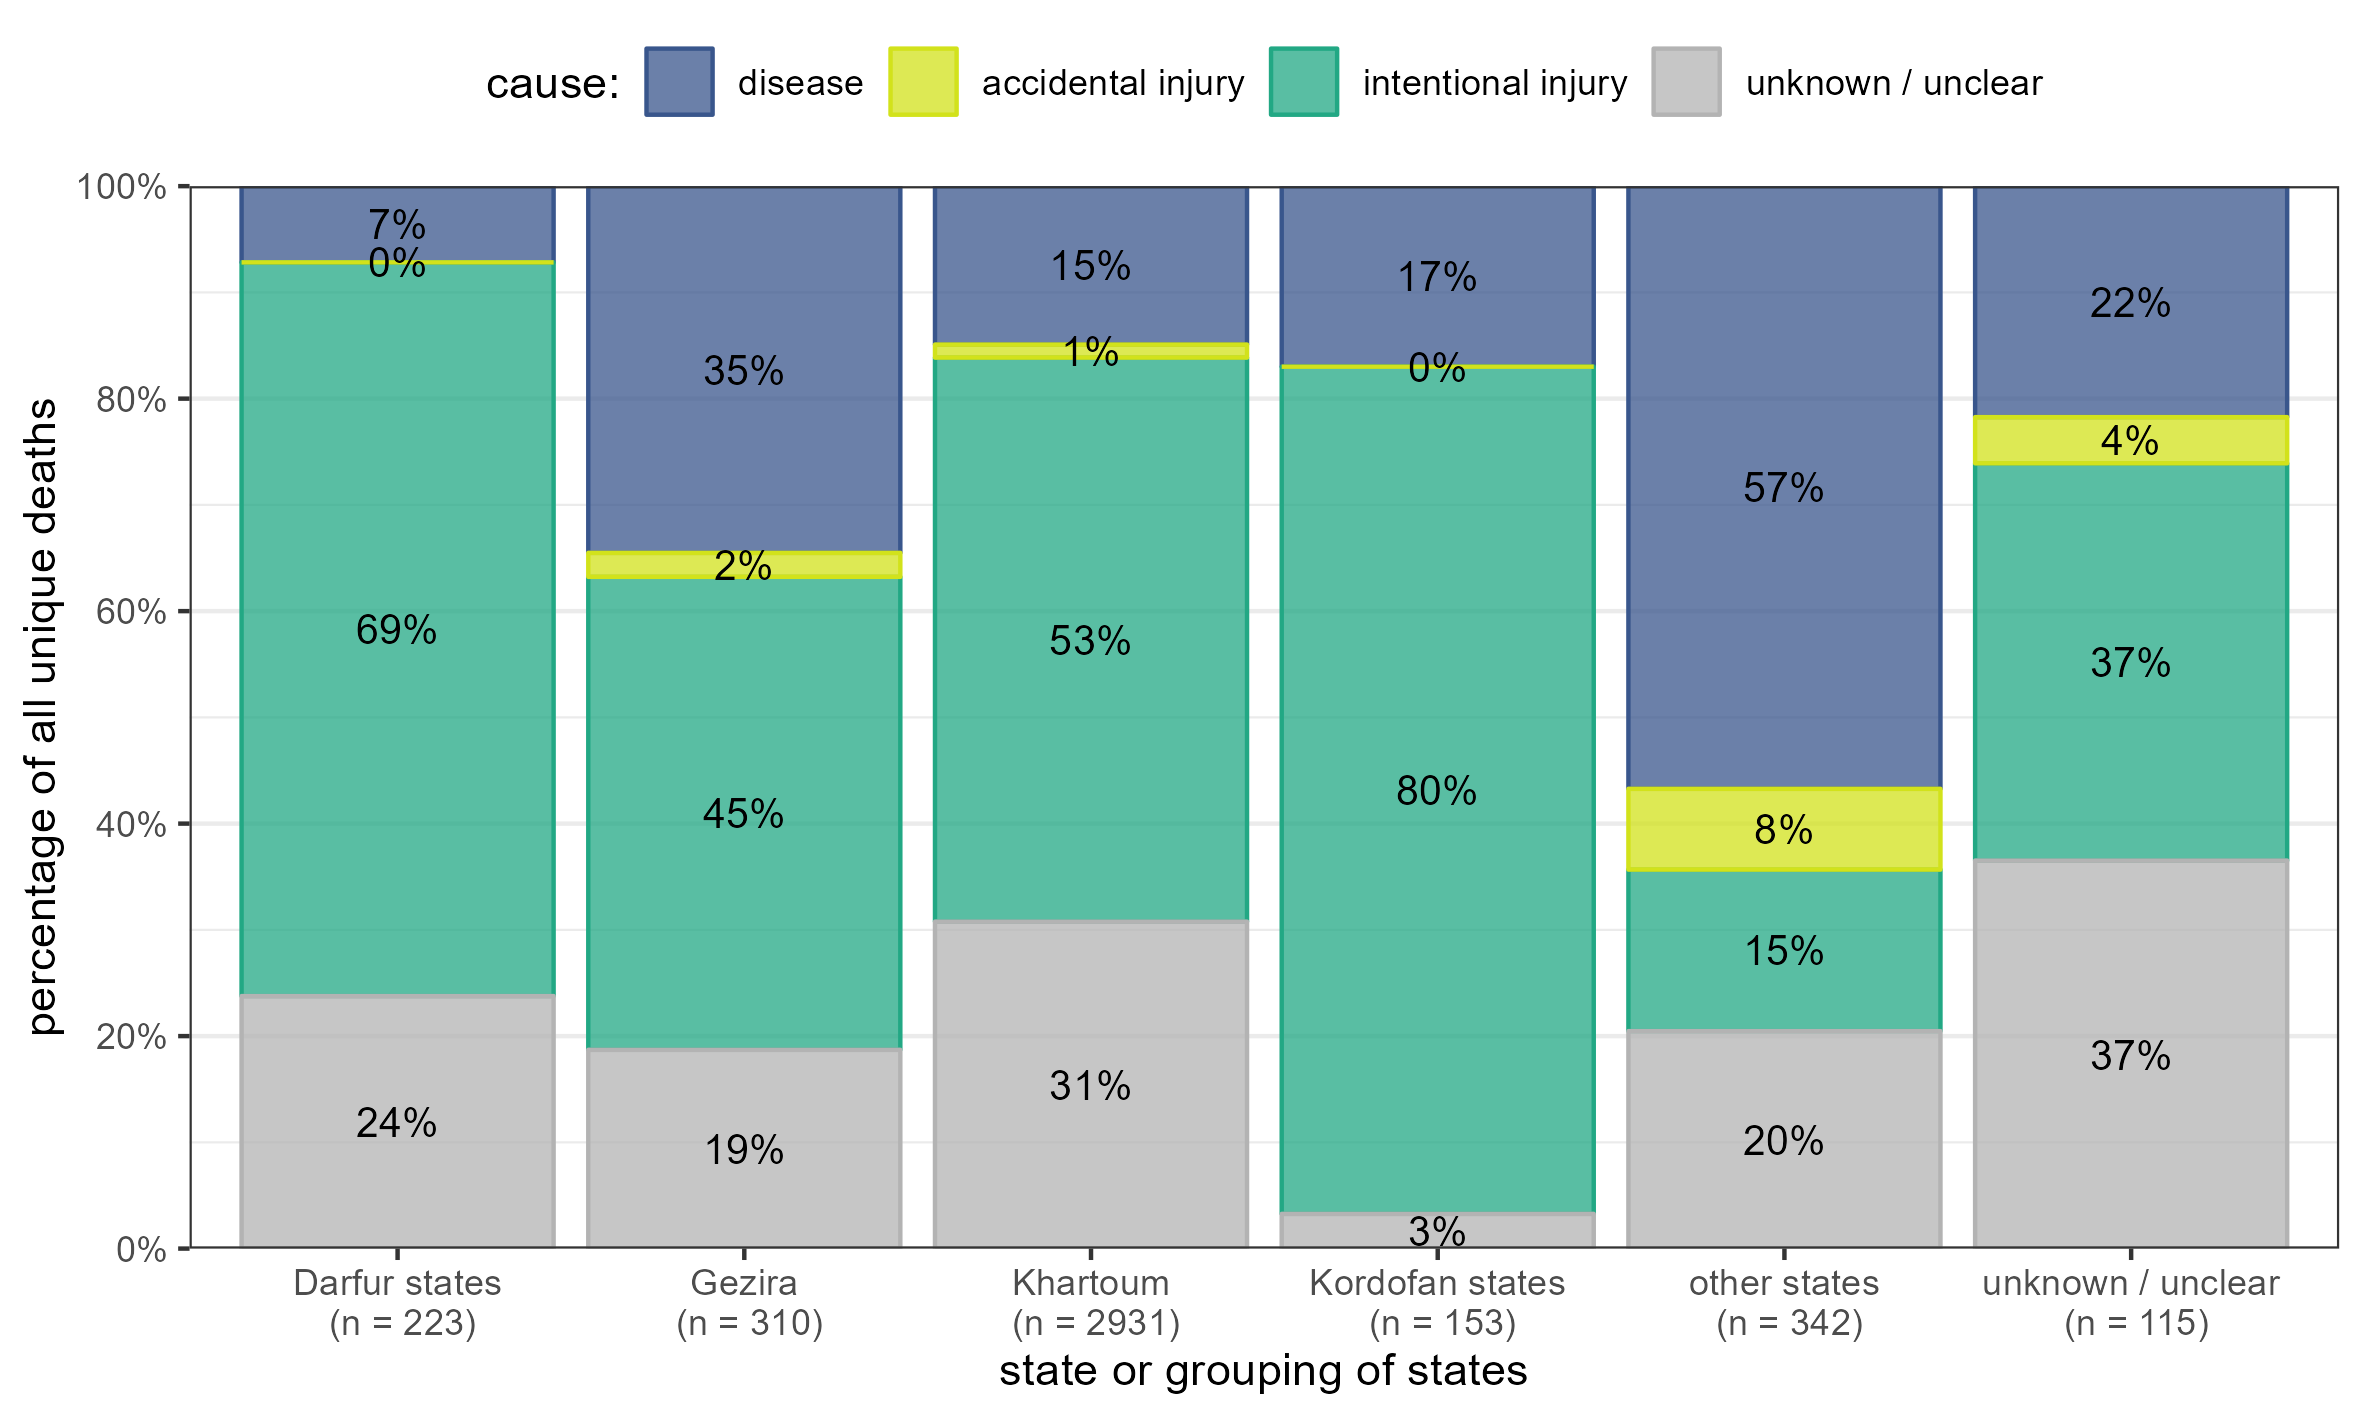 cause: disease accidental injury intentional injury unknown / unclear
percentage of all unique deaths
100%
80%
60%
40%
20%
0%
7%
0%
69%
24%
35%
2%
45%
19%
15%
1%
53%
31%
17%
0%
80%
3%
57%
8%
15%
20%
22%
4%
37%
37%
Darfur states
(n = 223)
Gezira
(n = 310)
Khartoum
(n = 2931)
Kordofan states
(n = 153)
other states
(n = 342)
unknown / unclear
(n = 115)
state or grouping of states